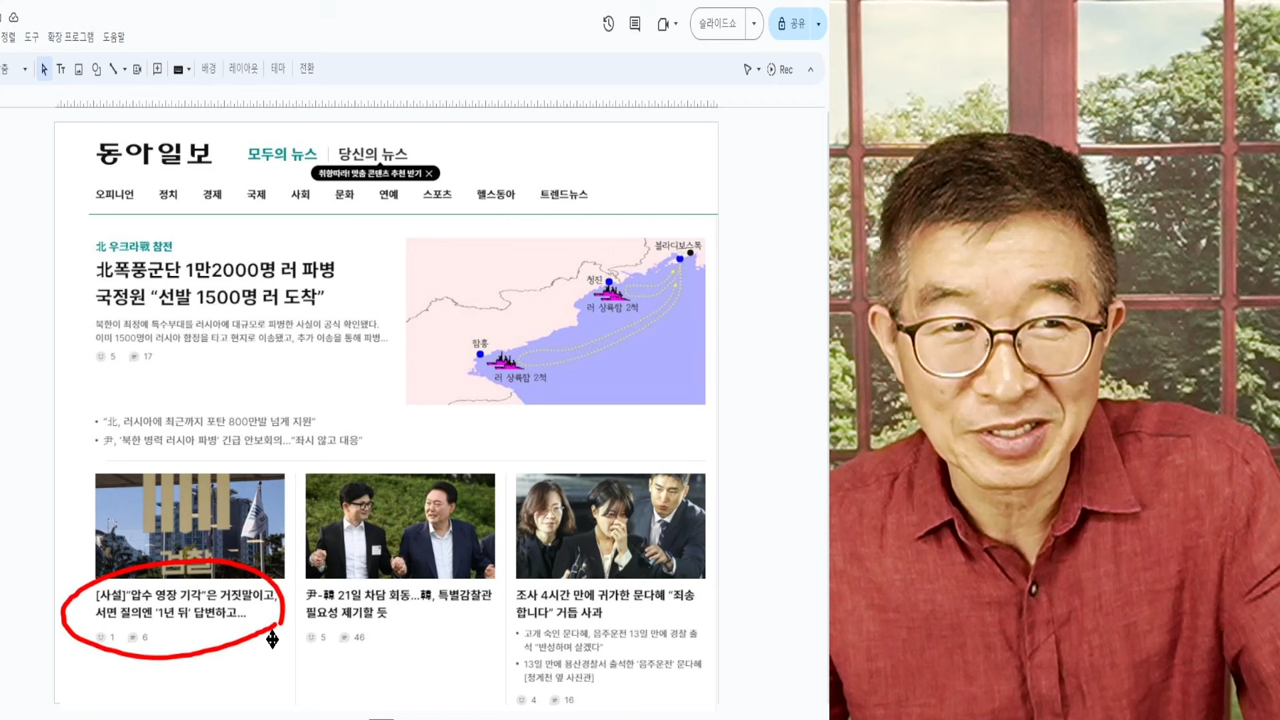 정렬 도구 확장 프로그램 도움말
슬라이드쇼
공유
배경 레이아웃 테마 전환
Rec
동아일보 모두의 뉴스 당신의 뉴스
취향따라! 맞춤 콘텐츠 추천 받기
오피니언 정치 경제 국제 사회 문화 연예 스포츠 헬스동아 트렌드뉴스
北 우크라戰 참전
北폭풍군단 1만2000명 러 파병
국정원 “선발 1500명 러 도착”
북한이 최정예 특수부대를 러시아에 대규모로 파병한 사실이 공식 확인됐다.
이미 1500명이 러시아 함정을 타고 현지로 이송됐고, 추가 이송을 통해 파병...
5 17
블라디보스톡
청진
러 상륙함 2척
함흥
러 상륙함 2척
• “北, 러시아에 최근까지 포탄 800만발 넘게 지원”
• 尹, ‘북한 병력 러시아 파병’ 긴급 안보회의…“좌시 않고 대응”
[사설]“압수 영장 기각”은 거짓말이고,
서면 질의엔 ‘1년 뒤’ 답변하고…
1 6
尹-韓 21일 차담 회동…韓, 특별감찰관
필요성 제기할 듯
5 46
조사 4시간 만에 귀가한 문다혜 “죄송
합니다” 거듭 사과
• 고개 숙인 문다혜, 음주운전 13일 만에 경찰 출
석 “반성하며 살겠다”
• 13일 만에 용산경찰서 출석한 ‘음주운전’ 문다혜
[청계천 옆 사진관]
4 16